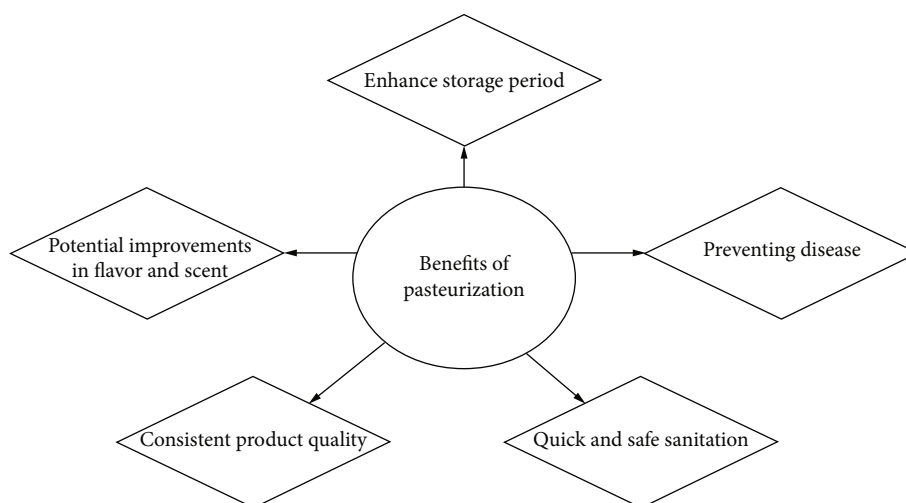 Enhance storage period
Potential improvements
in flavor and scent
Benefits of
pasteurization
Preventing disease
Consistent product quality
Quick and safe sanitation